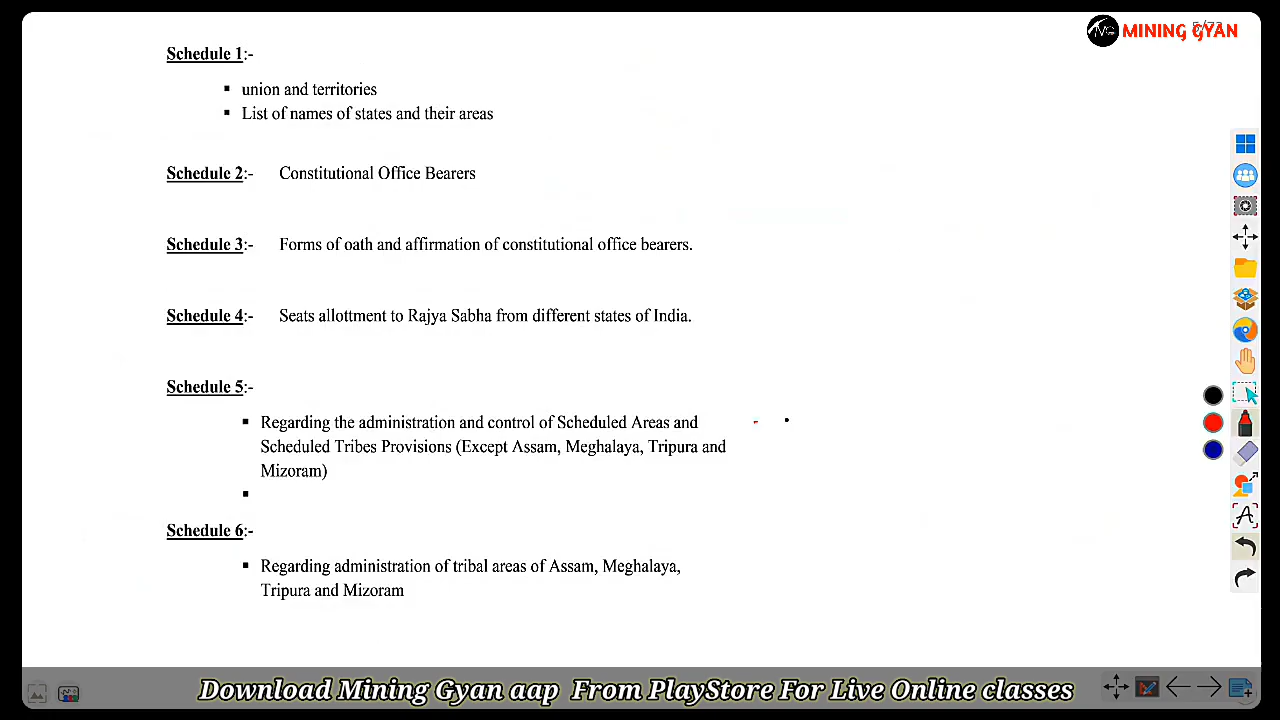 5/77
MINING GYAN
Schedule 1:-
▪ union and territories
▪ List of names of states and their areas
Schedule 2:- Constitutional Office Bearers
Schedule 3:- Forms of oath and affirmation of constitutional office bearers.
Schedule 4:- Seats allottment to Rajya Sabha from different states of India.
Schedule 5:-
▪ Regarding the administration and control of Scheduled Areas and
Scheduled Tribes Provisions (Except Assam, Meghalaya, Tripura and
Mizoram)
▪
Schedule 6:-
▪ Regarding administration of tribal areas of Assam, Meghalaya,
Tripura and Mizoram
Download Mining Gyan aap From PlayStore For Live Online classes